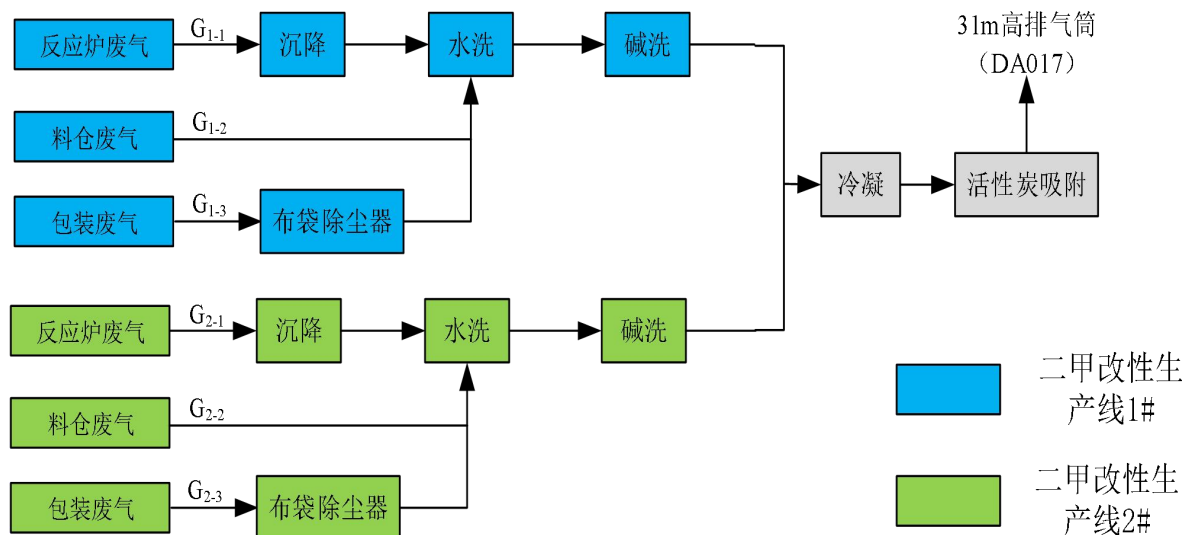 反应炉废气
G1-1
沉降
水洗
碱洗
31m高排气筒
（DA017）
料仓废气
G1-2
冷凝
活性炭吸附
包装废气
G1-3
布袋除尘器
反应炉废气
G2-1
沉降
水洗
碱洗
料仓废气
G2-2
包装废气
G2-3
布袋除尘器
二甲改性生
产线1#
二甲改性生
产线2#